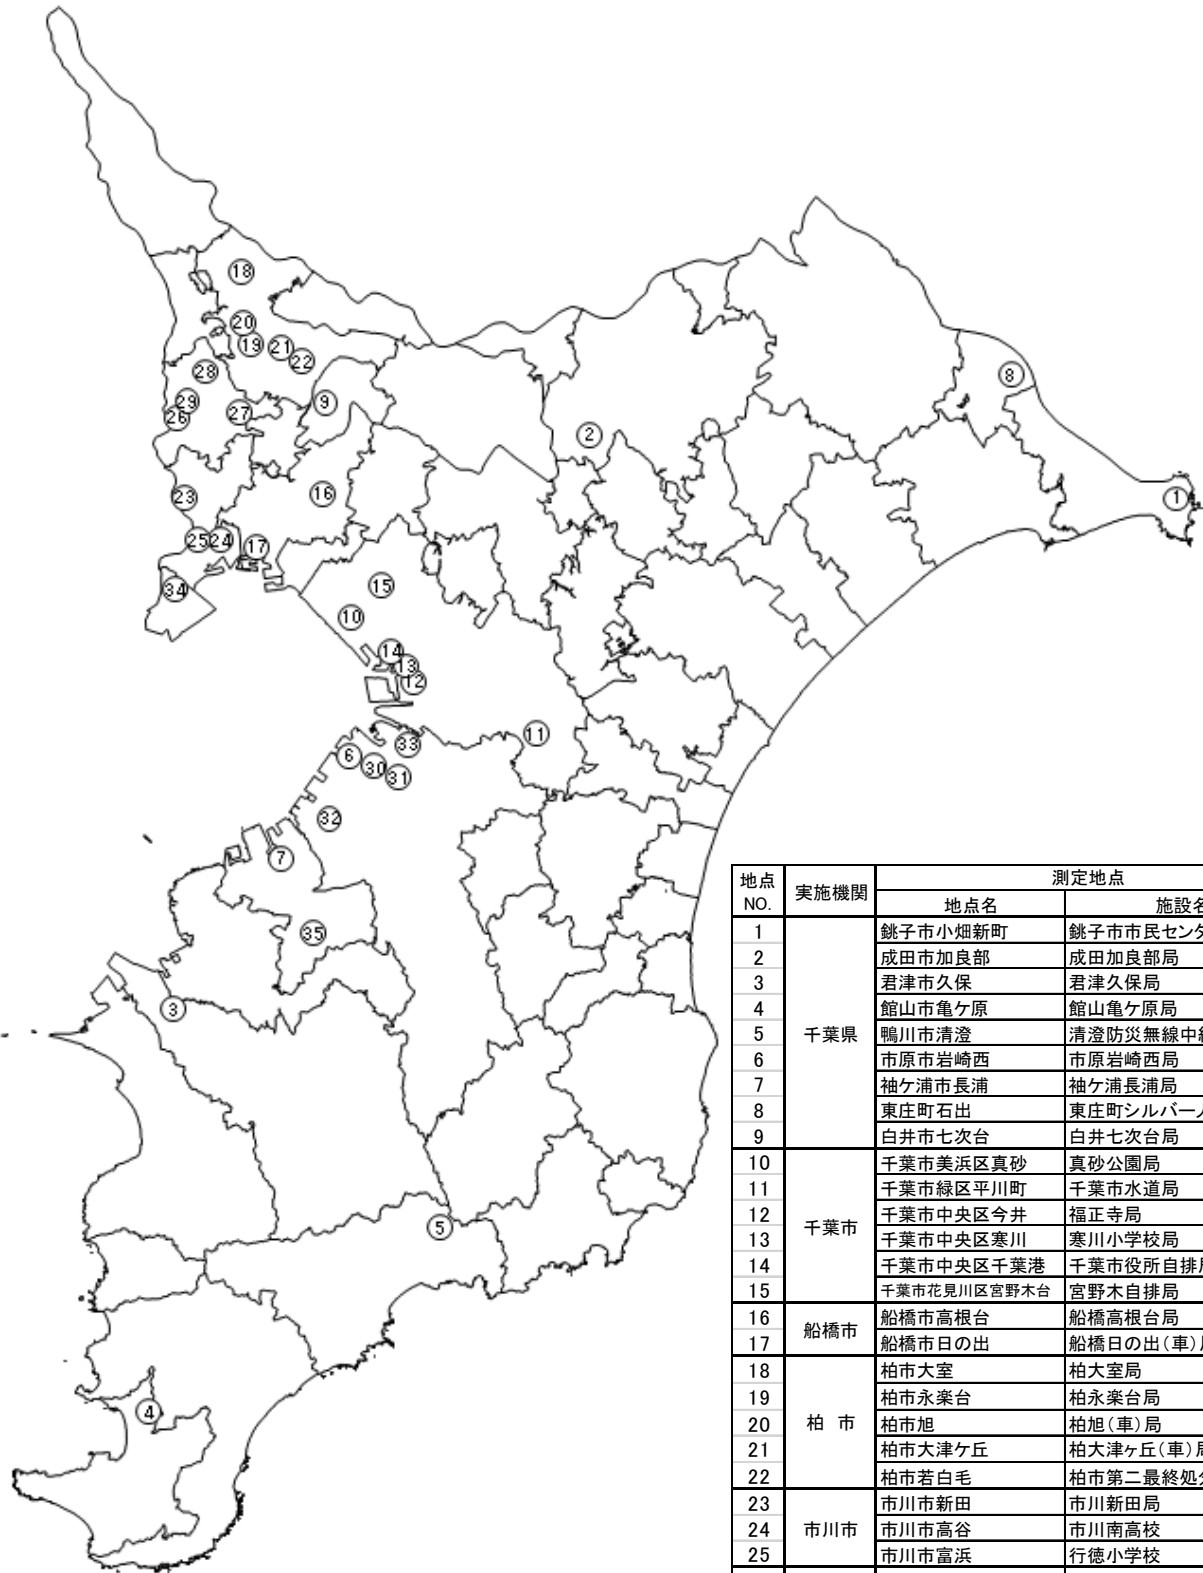 18
20
19
21
22
28
8
29
26
27
9
2
23
16
1
25
24
17
34
15
10
14
13
12
33
11
6
30
31
32
7
35
3
5
4
地点NO. 実施機関 測定地点
地点名 施設名
1 千葉県 銚子市小畑新町 銚子市市民センタ
2 成田市加良部 成田加良部局
3 君津市久保 君津久保局
4 館山市亀ケ原 館山亀ケ原局
5 鴨川市清澄 清澄防災無線中継
6 市原市岩崎西 市原岩崎西局
7 袖ケ浦市長浦 袖ケ浦長浦局
8 東庄町石出 東庄町シルバー人
9 白井市七次台 白井七次台局
10 千葉市 千葉市美浜区真砂 真砂公園局
11 千葉市緑区平川町 千葉市水道局
12 千葉市中央区今井 福正寺局
13 千葉市中央区寒川 寒川小学校局
14 千葉市中央区千葉港 千葉市役所自排局
15 千葉市花見川区宮野木台 宮野木自排局
16 船橋市 船橋市高根台 船橋高根台局
17 船橋市日の出 船橋日の出(車)局
18 柏 市 柏市大室 柏大室局
19 柏市永楽台 柏永楽台局
20 柏市旭 柏旭(車)局
21 柏市大津ケ丘 柏大津ヶ丘(車)局
22 柏市若白毛 柏市第二最終処分
23 市川市 市川市新田 市川新田局
24 市川市高谷 市川南高校
25 市川市富浜 行徳小学校